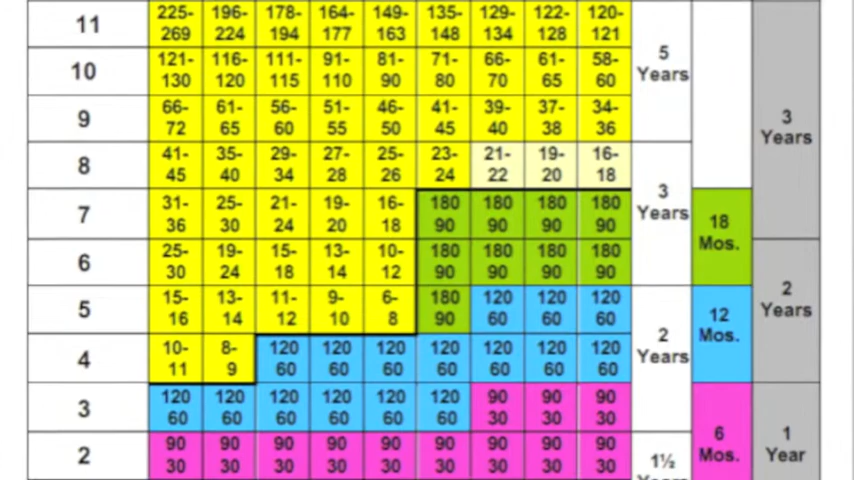 11 225- 196- 178- 164- 149- 135- 129- 122- 120-
269 224 194 177 163 148 134 128 121
10 121- 116- 111- 91- 81- 71- 66- 61- 58-
130 120 115 110 90 80 70 65 60
5
Years
9 66- 61- 56- 51- 46- 41- 39- 37- 34-
72 65 60 55 50 45 40 38 36
3
Years
8 41- 35- 29- 27- 25- 23- 21- 19- 16-
45 40 34 28 26 24 22 20 18
7 31- 25- 21- 19- 16- 180 180 180 180
36 30 24 20 18 90 90 90 90
3
Years
18
Mos.
6 25- 19- 15- 13- 10- 180 180 180 180
30 24 18 14 12 90 90 90 90
5 15- 13- 11- 9- 6- 180 120 120 120
16 14 12 10 8 90 60 60 60
12
Mos.
2
Years
4 10- 8- 120 120 120 120 120 120 120
11 9 60 60 60 60 60 60 60
2
Years
3 120 120 120 120 120 120 90 90 90
60 60 60 60 60 60 30 30 30
2 90 90 90 90 90 90 90 90 90
30 30 30 30 30 30 30 30 30
1½
6
Mos.
1
Year